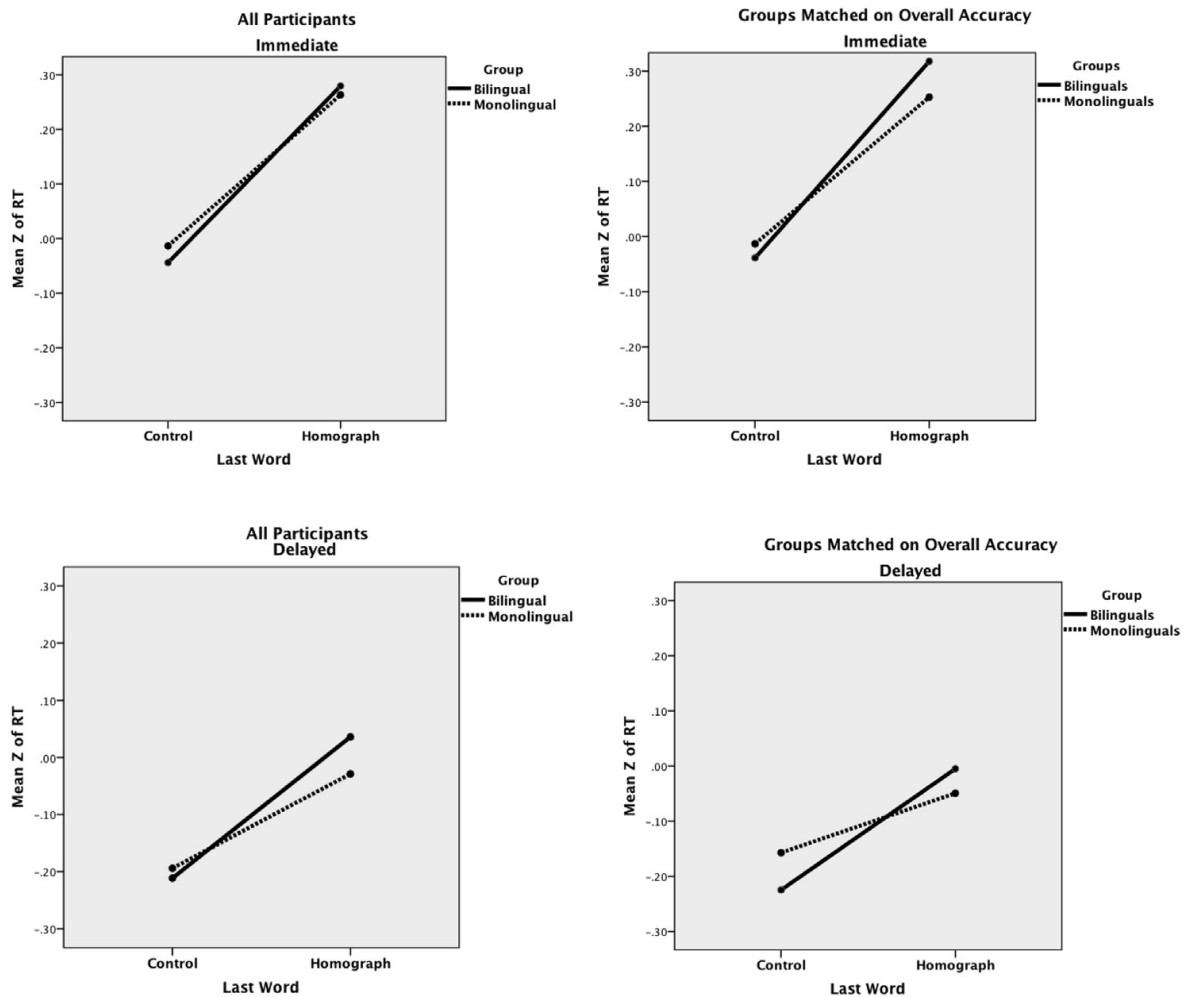 All Participants
Immediate
Group
Bilingual
Monolingual
.30
.20
.10
.00
-.10
-.20
-.30
Mean Z of RT
Control
Homograph
Last Word
Groups Matched on Overall Accuracy
Immediate
Groups
Bilinguals
Monolinguals
.30
.20
.10
.00
-.10
-.20
-.30
Mean Z of RT
Control
Homograph
Last Word
All Participants
Delayed
Group
Bilingual
Monolingual
.30
.20
.10
.00
-.10
-.20
-.30
Mean Z of RT
Control
Homograph
Last Word
Groups Matched on Overall Accuracy
Delayed
Group
Bilinguals
Monolinguals
.30
.20
.10
.00
-.10
-.20
-.30
Mean Z of RT
Control
Homograph
Last Word